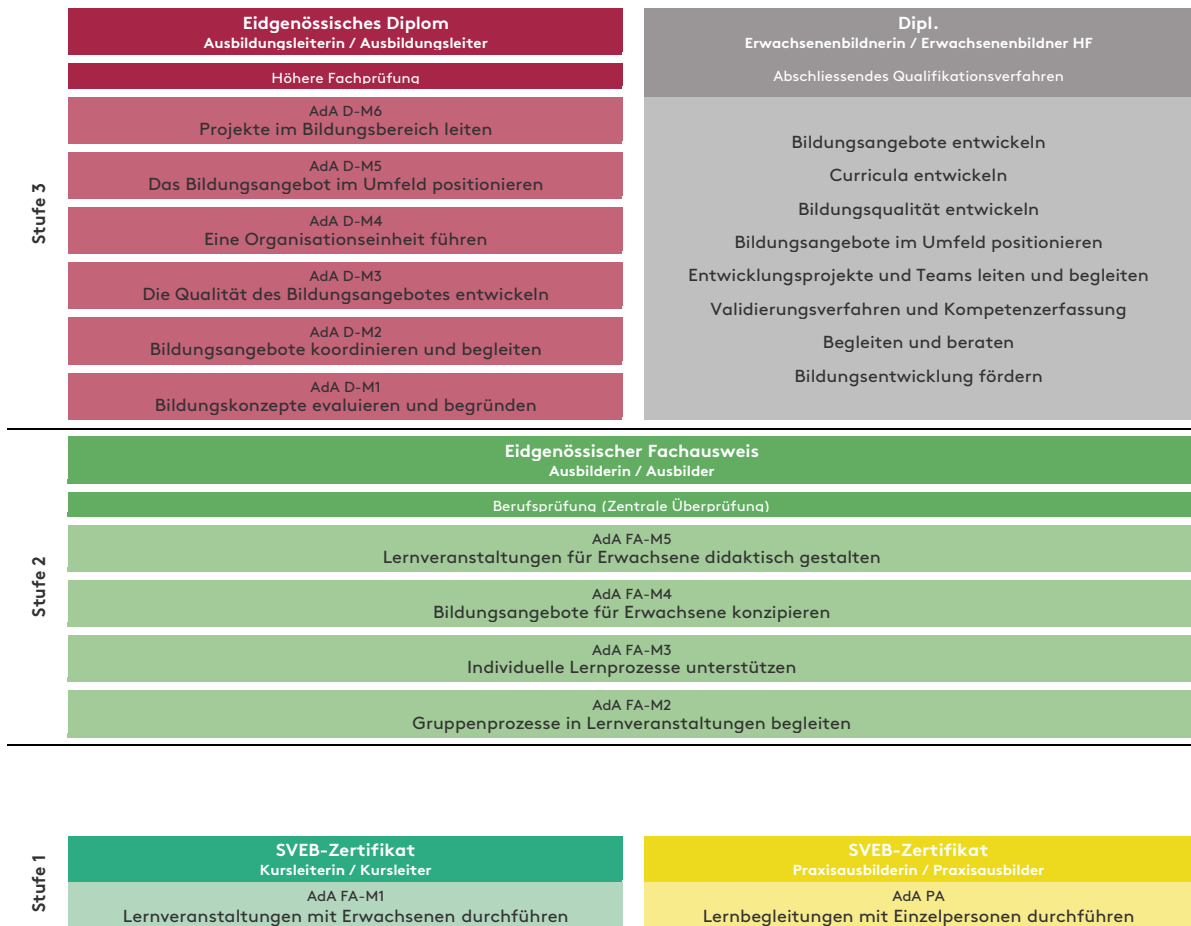 Stufe 3
Eidgenössisches Diplom
Ausbildungsleiterin / Ausbildungsleiter
Höhere Fachprüfung
AdA D-M6
Projekte im Bildungsbereich leiten
AdA D-M5
Das Bildungsangebot im Umfeld positionieren
AdA D-M4
Eine Organisationseinheit führen
AdA D-M3
Die Qualität des Bildungsangebotes entwickeln
AdA D-M2
Bildungsangebote koordinieren und begleiten
AdA D-M1
Bildungskonzepte evaluieren und begründen
Dipl.
Erwachsenenbildnerin / Erwachsenenbildner HF
Abschliessendes Qualifikationsverfahren
Bildungsangebote entwickeln
Curricula entwickeln
Bildungsqualität entwickeln
Bildungsangebote im Umfeld positionieren
Entwicklungsprojekte und Teams leiten und begleiten
Validierungsverfahren und Kompetenzerfassung
Begleiten und beraten
Bildungsentwicklung fördern
Stufe 2
Eidgenössischer Fachausweis
Ausbilderin / Ausbilder
Berufsprüfung (Zentrale Überprüfung)
AdA FA-M5
Lernveranstaltungen für Erwachsene didaktisch gestalten
AdA FA-M4
Bildungsangebote für Erwachsene konzipieren
AdA FA-M3
Individuelle Lernprozesse unterstützen
AdA FA-M2
Gruppenprozesse in Lernveranstaltungen begleiten
Stufe 1
SVEB-Zertifikat
Kursleiterin / Kursleiter
AdA FA-M1
Lernveranstaltungen mit Erwachsenen durchführen
SVEB-Zertifikat
Praxisausbilderin / Praxisausbilder
AdA PA
Lernbegleitungen mit Einzelpersonen durchführen